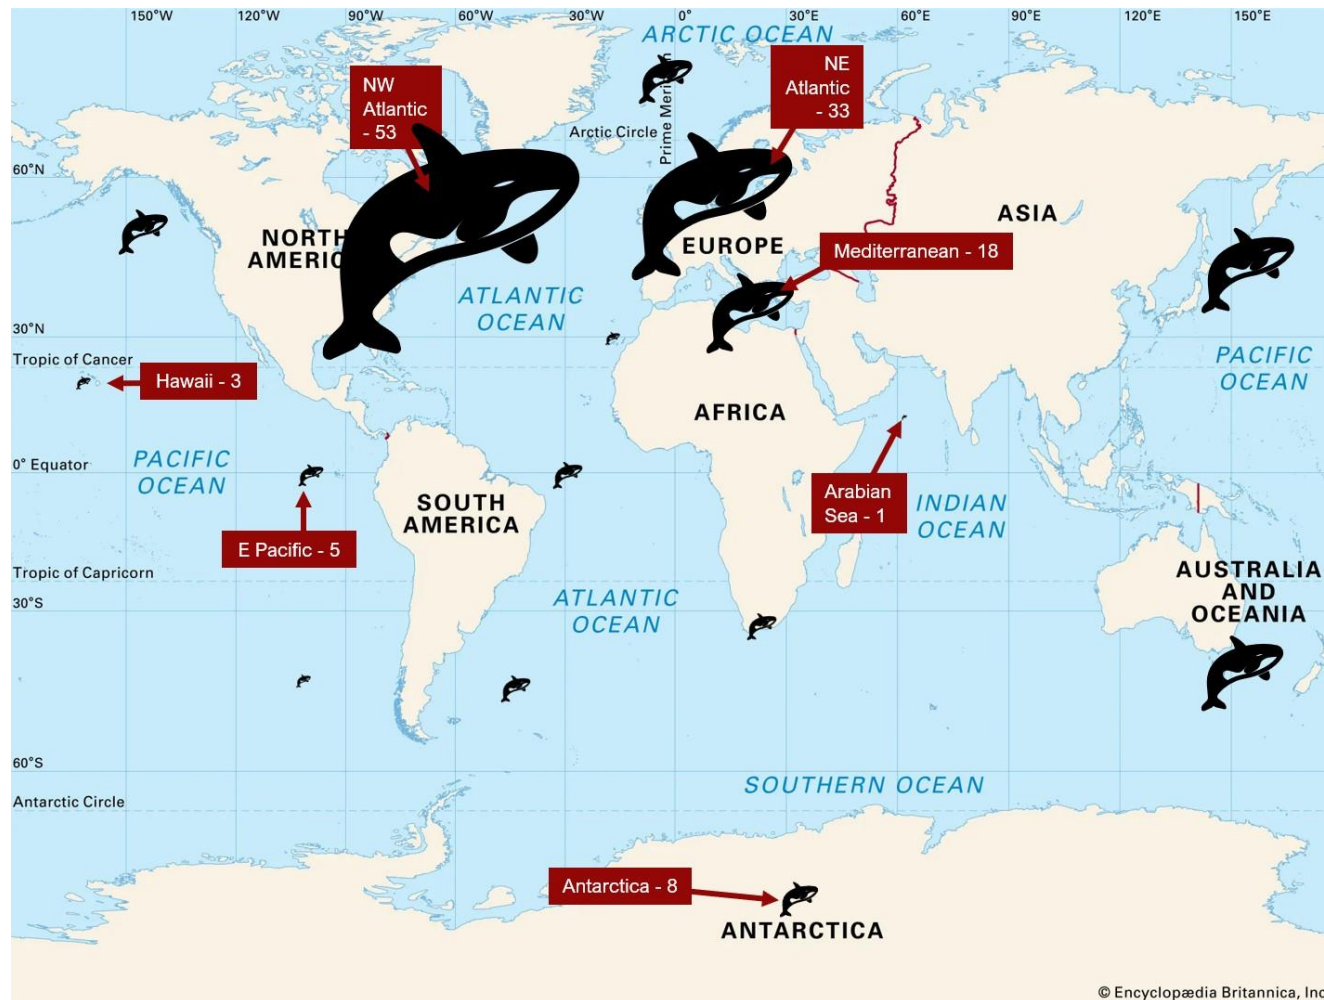 150°W 120°W 90°W 60°W 30°W 0° 30°E 60°E 90°E 120°E 150°E
ARCTIC OCEAN
NW
Atlantic
- 53
NE
Atlantic
- 33
Arctic Circle
Prime Meridian
60°N
NORTH
AMERIC
EUROPE
ASIA
Mediterranean - 18
ATLANTIC
OCEAN
30°N
Tropic of Cancer
Hawaii - 3
PACIFIC
OCEAN
AFRICA
0° Equator
PACIFIC
OCEAN
SOUTH
AMERICA
Arabian
Sea - 1
INDIAN
OCEAN
E Pacific - 5
Tropic of Capricorn
ATLANTIC
OCEAN
AUSTRALIA
AND
OCEANIA
30°S
60°S
SOUTHERN OCEAN
Antarctic Circle
Antarctica - 8
ANTARCTICA
© Encyclopædia Britannica, Inc